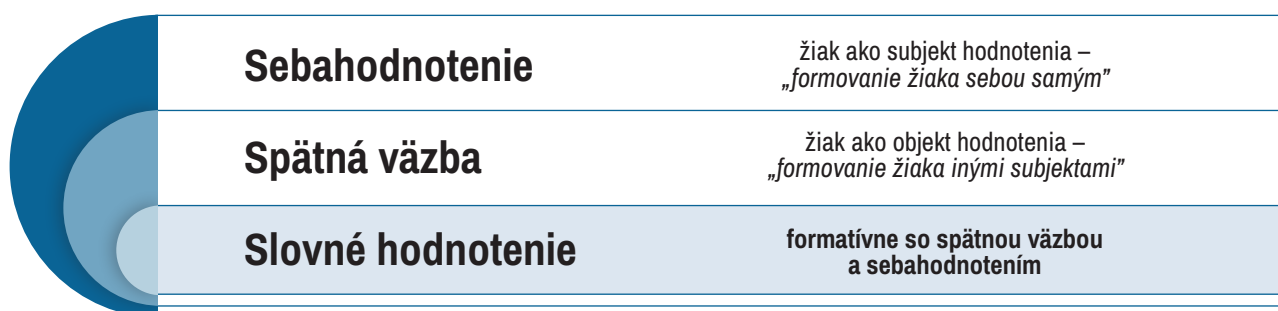 Sebahodnotenie
žiak ako subjekt hodnotenia –
„formovanie žiaka sebou samým”
Spätná väzba
žiak ako objekt hodnotenia –
„formovanie žiaka inými subjektami”
Slovné hodnotenie
formatívne so spätnou väzbou
a sebahodnotením